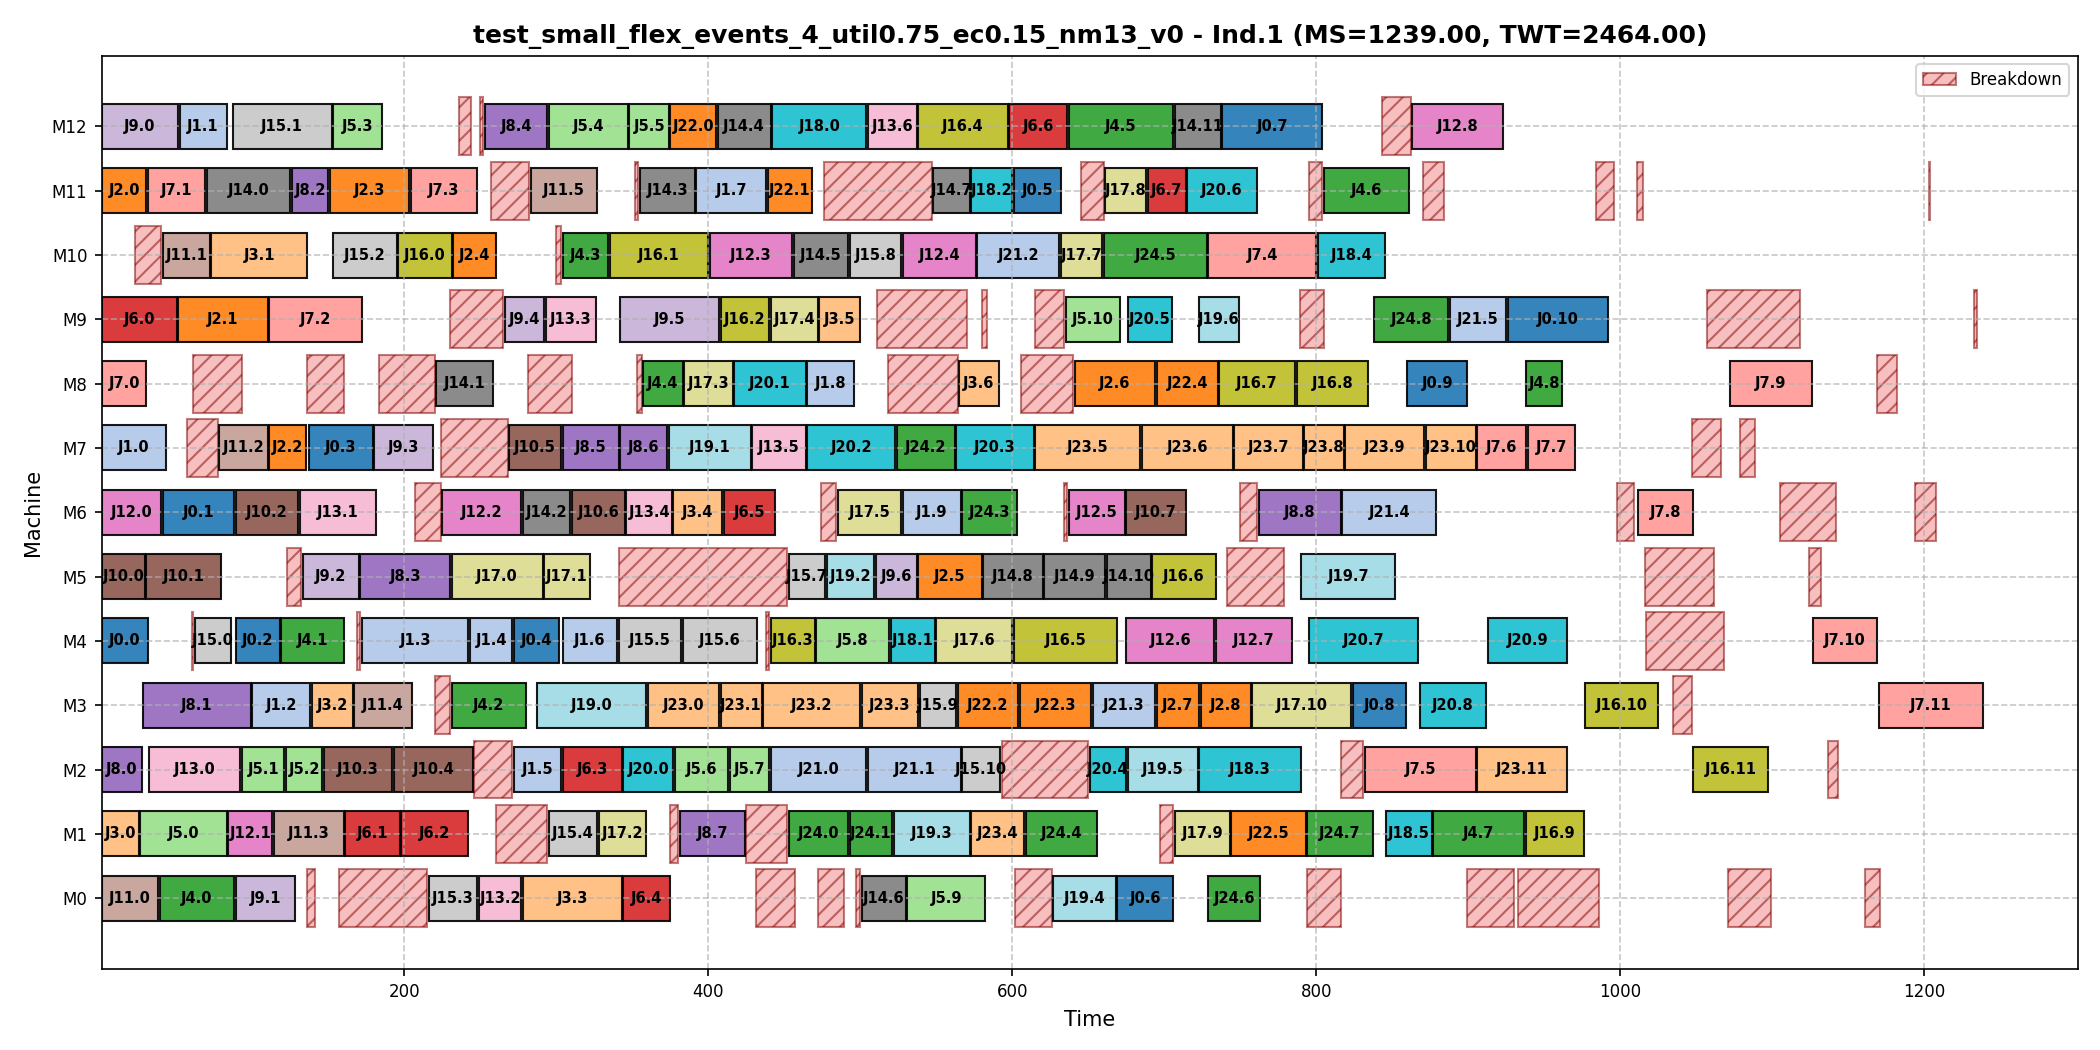 test_small_flex_events_4_util0.75_ec0.15_nm13_v0 - Ind.1 (MS=1239.00, TWT=2464.00)
Breakdown
M12 J9.0 J1.1 J15.1 J5.3 J8.4 J5.4 J5.5 J22.0 J14.4 J18.0 J13.6 J16.4 J6.6 J4.5 J14.11 J0.7 J12.8
M11 J2.0 J7.1 J14.0 J8.2 J2.3 J7.3 J11.5 J14.3 J1.7 J22.1 J14.7 J18.2 J0.5 J17.8 J6.7 J20.6 J4.6
M10 J11.1 J3.1 J15.2 J16.0 J2.4 J4.3 J16.1 J12.3 J14.5 J15.8 J12.4 J21.2 J17.7 J24.5 J7.4 J18.4
M9 J6.0 J2.1 J7.2 J9.4 J13.3 J9.5 J16.2 J17.4 J3.5 J5.10 J20.5 J19.6 J24.8 J21.5 J0.10
M8 J7.0 J14.1 J4.4 J17.3 J20.1 J1.8 J3.6 J2.6 J22.4 J16.7 J16.8 J0.9 J4.8 J7.9
M7 J1.0 J11.2 J2.2 J0.3 J9.3 J10.5 J8.5 J8.6 J19.1 J13.5 J20.2 J24.2 J20.3 J23.5 J23.6 J23.7 J23.8 J23.9 J23.10 J7.6 J7.7
M6 J12.0 J0.1 J10.2 J13.1 J12.2 J14.2 J10.6 J13.4 J3.4 J6.5 J17.5 J1.9 J24.3 J12.5 J10.7 J8.8 J21.4 J7.8
M5 J10.0 J10.1 J9.2 J8.3 J17.0 J17.1 J15.7 J19.2 J9.6 J2.5 J14.8 J14.9 J14.10 J16.6 J19.7
M4 J0.0 J15.0 J0.2 J4.1 J1.3 J1.4 J0.4 J1.6 J15.5 J15.6 J16.3 J5.8 J18.1 J17.6 J16.5 J12.6 J12.7 J20.7 J20.9 J7.10
M3 J8.1 J1.2 J3.2 J11.4 J4.2 J19.0 J23.0 J23.1 J23.2 J23.3 J15.9 J22.2 J22.3 J21.3 J2.7 J2.8 J17.10 J0.8 J20.8 J16.10 J7.11
M2 J8.0 J13.0 J5.1 J5.2 J10.3 J10.4 J1.5 J6.3 J20.0 J5.6 J5.7 J21.0 J21.1 J15.10 J20.4 J19.5 J18.3 J7.5 J23.11 J16.11
M1 J3.0 J5.0 J12.1 J11.3 J6.1 J6.2 J15.4 J17.2 J8.7 J24.0 J24.1 J19.3 J23.4 J24.4 J17.9 J22.5 J24.7 J18.5 J4.7 J16.9
M0 J11.0 J4.0 J9.1 J15.3 J13.2 J3.3 J6.4 J14.6 J5.9 J19.4 J0.6 J24.6
200 400 600 800 1000 1200
Time
Machine